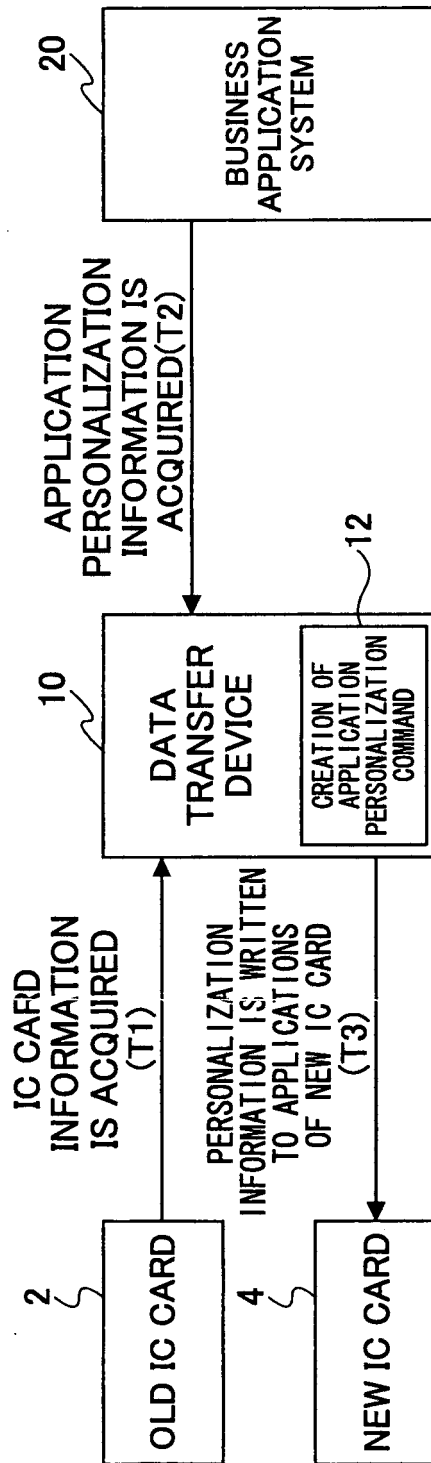 2
OLD IC CARD
4
NEW IC CARD
IC CARD
INFORMATION
IS ACQUIRED
(T1)
PERSONALIZATION
INFORMATION IS WRITTEN
TO APPLICATIONS
OF NEW IC CARD
(T3)
10
DATA
TRANSFER
DEVICE
CREATION OF
APPLICATION
PERSONALIZATION
COMMAND
12
APPLICATION
PERSONALIZATION
INFORMATION IS
ACQUIRED(T2)
20
BUSINESS
APPLICATION
SYSTEM